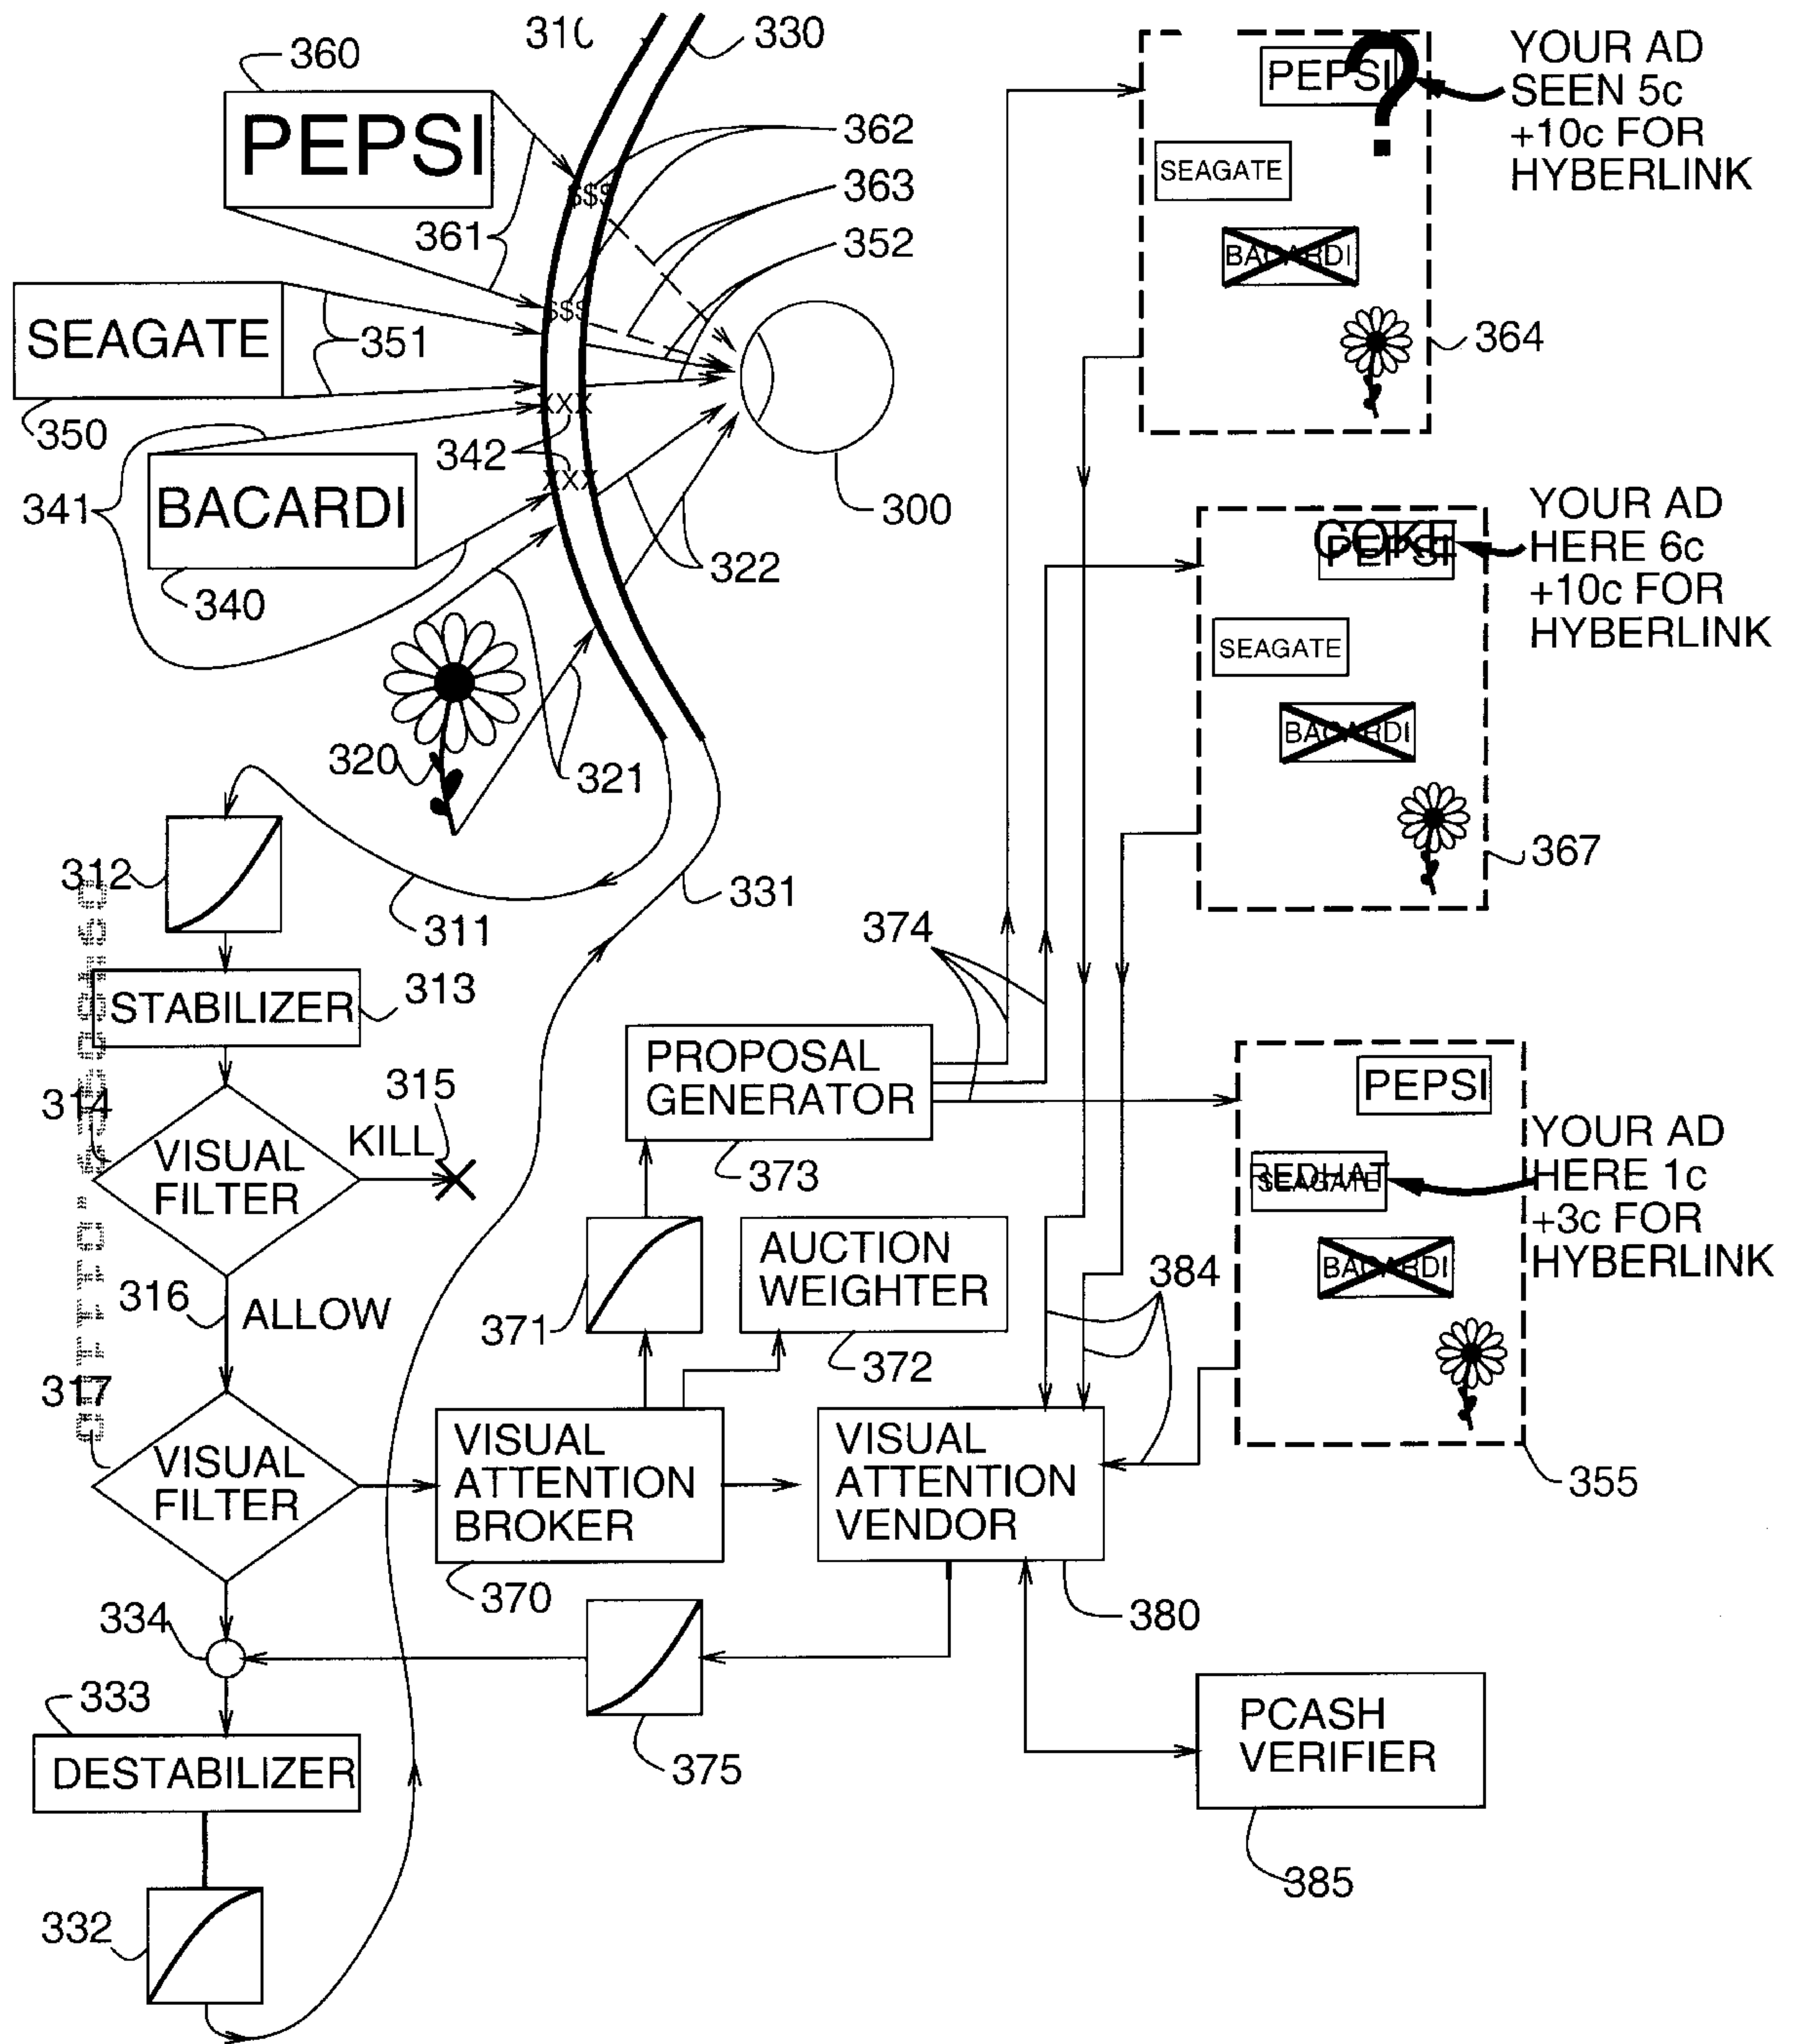 310
330
360
PEPSI
362
363
361
352
$$$
$$$
SEAGATE
351
350
XXX
342
XXX
341
BACARDI
340
300
322
320
321
312
311
331
STABILIZER
313
314
315
KILL
VISUAL
FILTER
316
ALLOW
317
VISUAL
FILTER
334
333
DESTABILIZER
332
374
PROPOSAL
GENERATOR
373
371
AUCTION
WEIGHTER
372
384
VISUAL
ATTENTION
BROKER
370
VISUAL
ATTENTION
VENDOR
380
375
PCASH
VERIFIER
385
PEPSI
?
SEAGATE
BACARDI
364
YOUR AD
SEEN 5c
+10c FOR
HYBERLINK
COKE
PEPSI
SEAGATE
BACARDI
367
YOUR AD
HERE 6c
+10c FOR
HYBERLINK
PEPSI
REDHAT
SEAGATE
BACARDI
355
YOUR AD
HERE 1c
+3c FOR
HYBERLINK